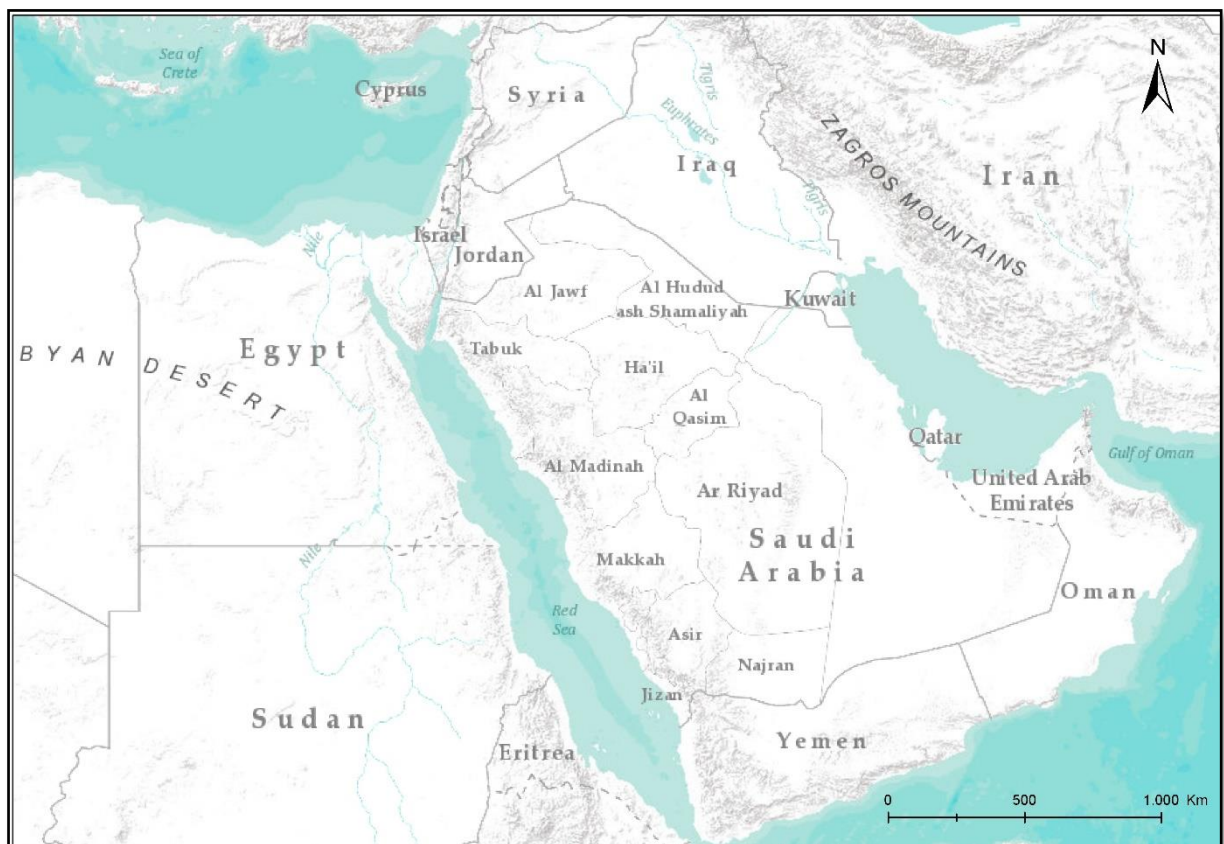 N
Sea of
Crete
Cyprus
Syria
Tigris
Euphrates
Iraq
ZAGROS MOUNTAINS
Iran
Tigris
Nile
Israel
Jordan
Al Jawf
Al Hudud
ash Shamaliyah
Kuwait
BYAN DESERT
Egypt
Tabuk
Ha'il
Al
Qasim
Qatar
Gulf of Oman
Al Madinah
Ar Riyad
United Arab
Emirates
Nile
Makkah
Saudi
Arabia
Oman
Red
Sea
Asir
Najran
Jizan
Sudan
Eritrea
Yemen
0 500 1.000 Km